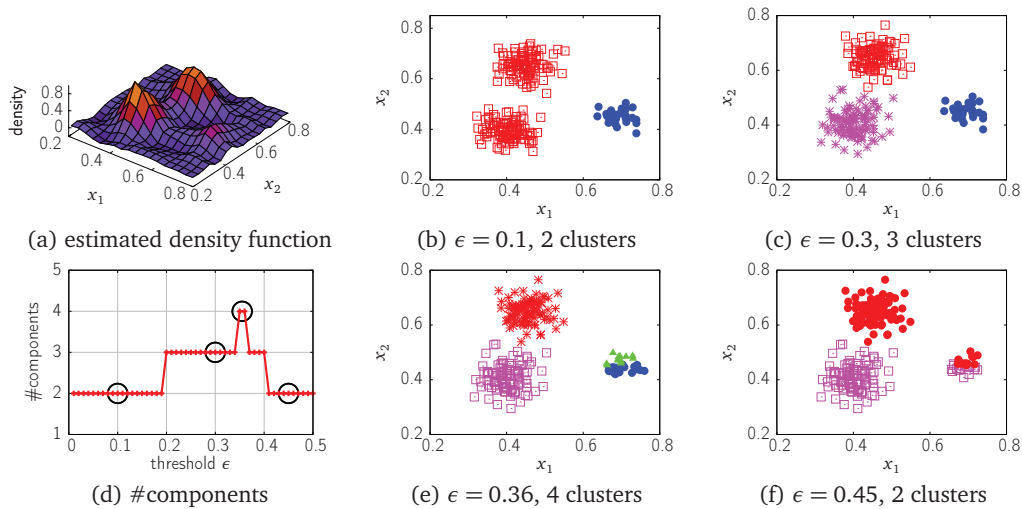 density
0.8
0.4
0
0.2
0.4
0.6
0.8
x1
0.2
0.4
0.6
0.8
x2
(a) estimated density function
0.8
0.6
0.4
0.2
x2
0.2 0.4 0.6 0.8
x1
(b) ϵ = 0.1, 2 clusters
0.8
0.6
0.4
0.2
x2
0.2 0.4 0.6 0.8
x1
(c) ϵ = 0.3, 3 clusters
5
4
3
2
1
#components
0 0.1 0.2 0.3 0.4 0.5
threshold ϵ
(d) #components
0.8
0.6
0.4
0.2
x2
0.2 0.4 0.6 0.8
x1
(e) ϵ = 0.36, 4 clusters
0.8
0.6
0.4
0.2
x2
0.2 0.4 0.6 0.8
x1
(f) ϵ = 0.45, 2 clusters